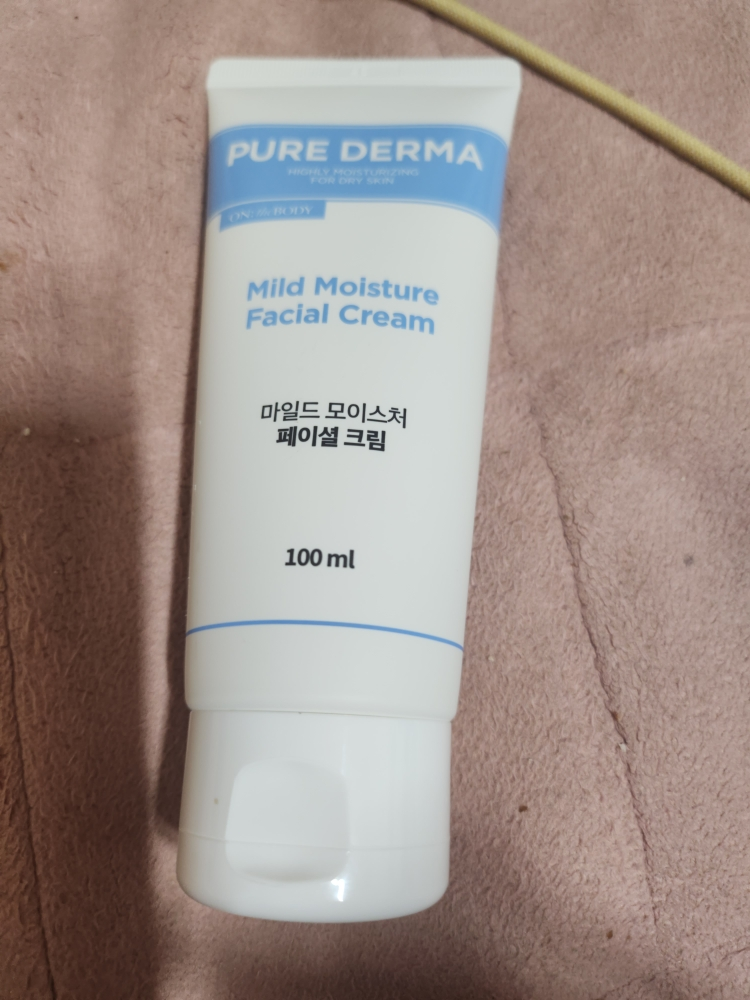 PURE DERMA
HIGHLY MOISTURIZING
FOR DRY SKIN
ON: the BODY
Mild Moisture
Facial Cream
마일드 모이스처
페이셜 크림
100 ml